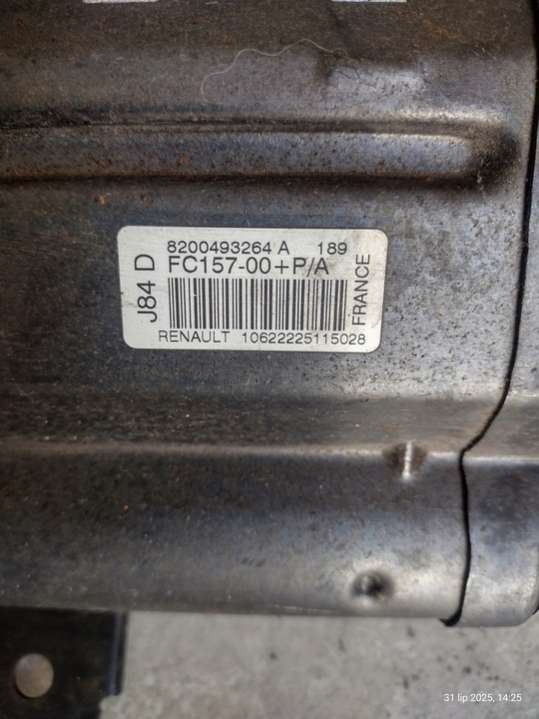 J84 D
8200493264 A 189
FC157-00+P/A
RENAULT 10622225115028
FRANCE
31 lip 2025, 14:25